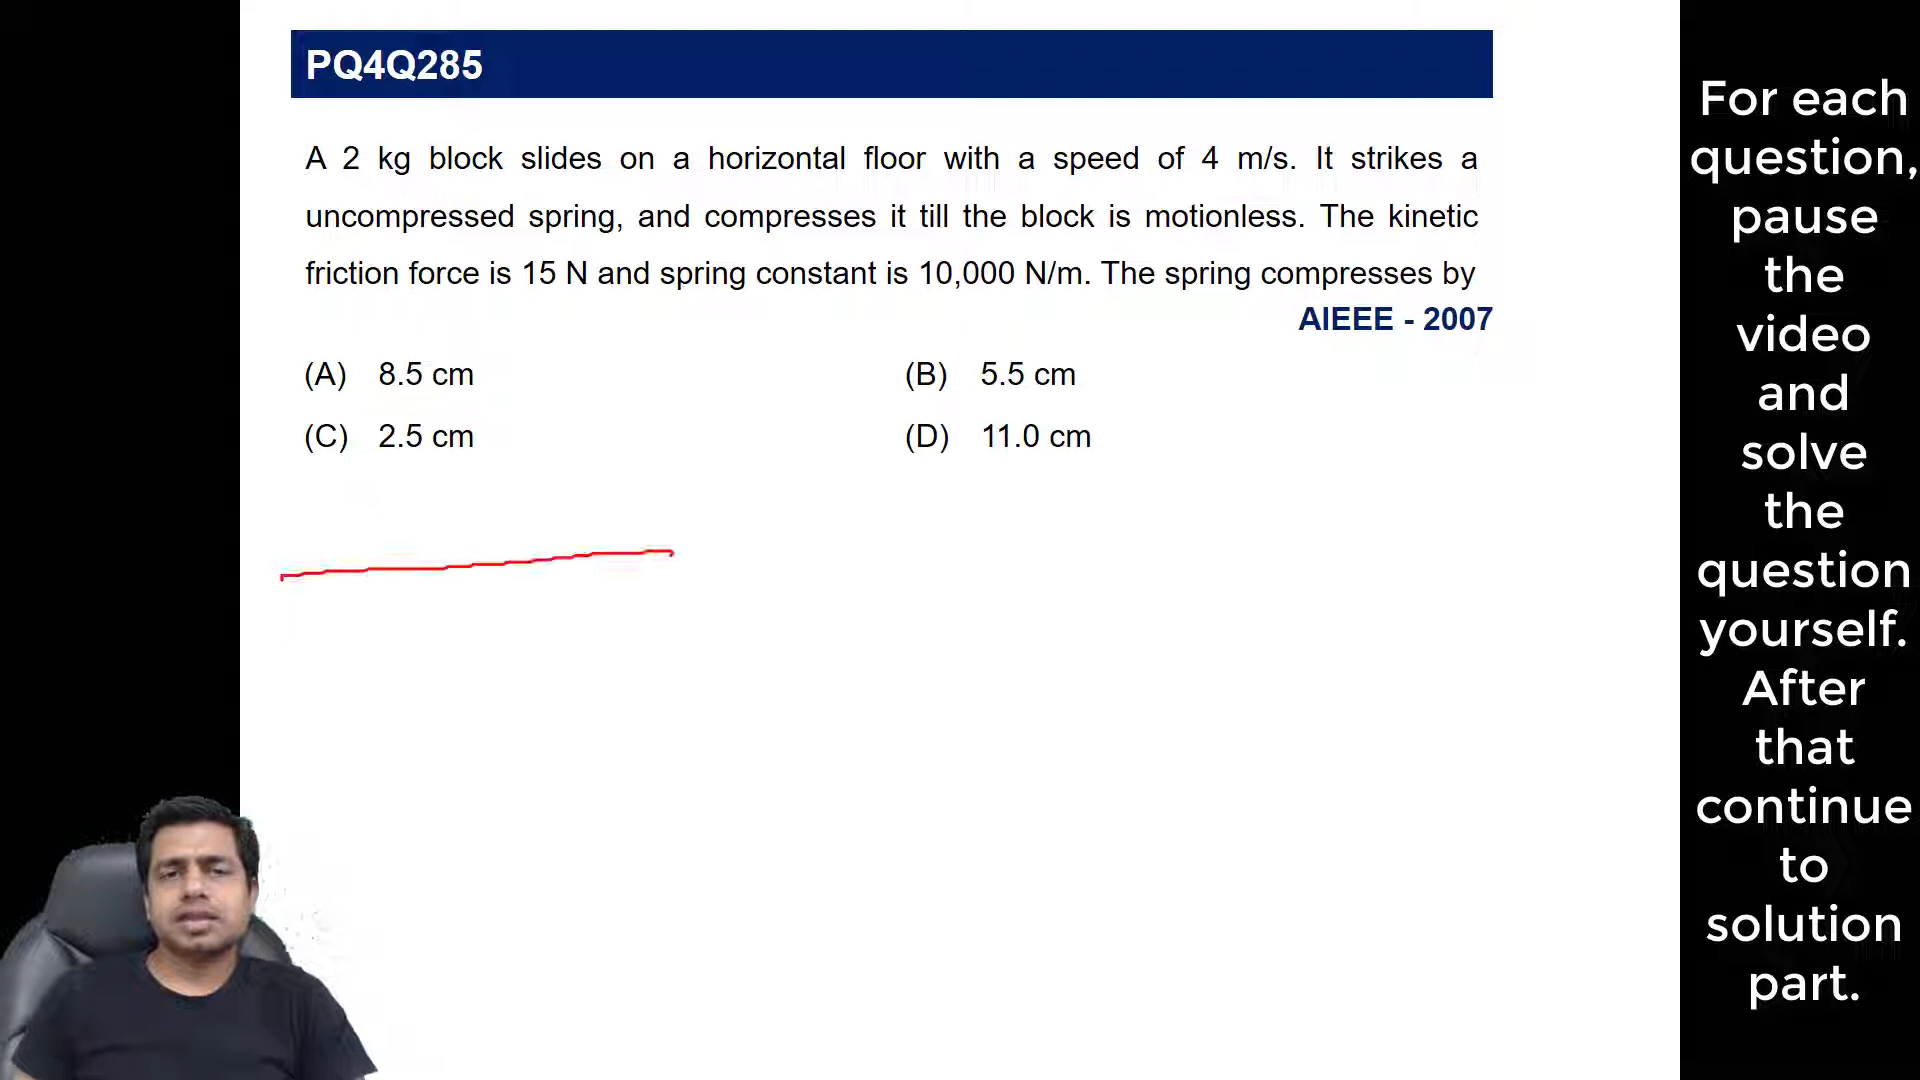 PQ4Q285
A 2 kg block slides on a horizontal floor with a speed of 4 m/s. It strikes a
uncompressed spring, and compresses it till the block is motionless. The kinetic
friction force is 15 N and spring constant is 10,000 N/m. The spring compresses by
AIEEE - 2007
(A) 8.5 cm (B) 5.5 cm
(C) 2.5 cm (D) 11.0 cm
For each
question,
pause
the
video
and
solve
the
question
yourself.
After
that
continue
to
solution
part.